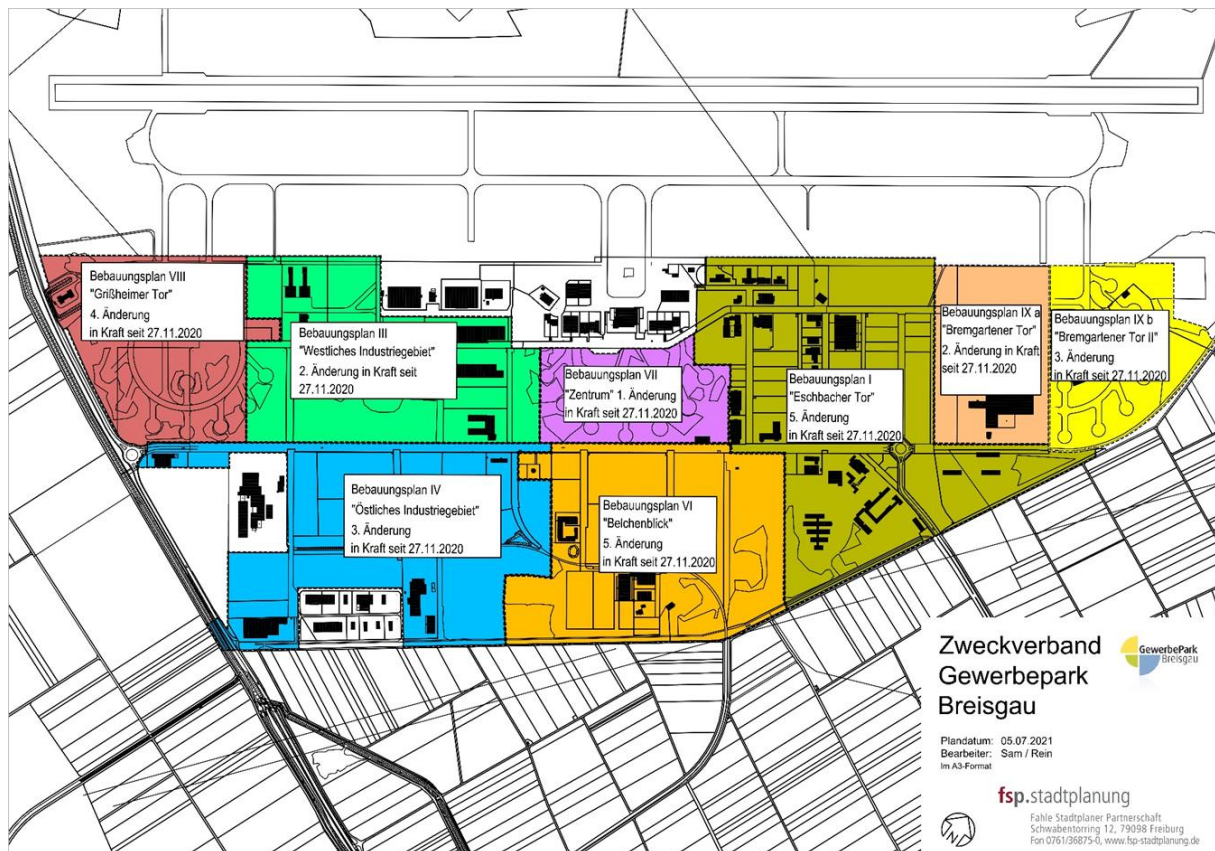 Bebauungsplan VIII
"Grißheimer Tor"
4. Änderung
in Kraft seit 27.11.2020
Bebauungsplan III
"Westliches Industriegebiet"
2. Änderung in Kraft seit
27.11.2020
Bebauungsplan VII
"Zentrum" 1. Änderung
in Kraft seit 27.11.2020
Bebauungsplan I
"Eschbacher Tor"
5. Änderung
in Kraft seit 27.11.2020
Bebauungsplan IX a
"Bremgartener Tor"
2. Änderung in Kraft
seit 27.11.2020
Bebauungsplan IX b
"Bremgartener Tor II"
3. Änderung
in Kraft seit 27.11.2020
Bebauungsplan IV
"Östliches Industriegebiet"
3. Änderung
in Kraft seit 27.11.2020
Bebauungsplan VI
"Belchenblick"
5. Änderung
in Kraft seit 27.11.2020
Zweckverband
Gewerbepark
Breisgau
GewerbePark
Breisgau
Plandatum: 05.07.2021
Bearbeiter: Sam / Rein
Im A3-Format
fsp.stadtplanung
Fahle Stadtplaner Partnerschaft
Schwabentorring 12, 79098 Freiburg
Fon 0761/36875-0, www.fsp-stadtplanung.de
N